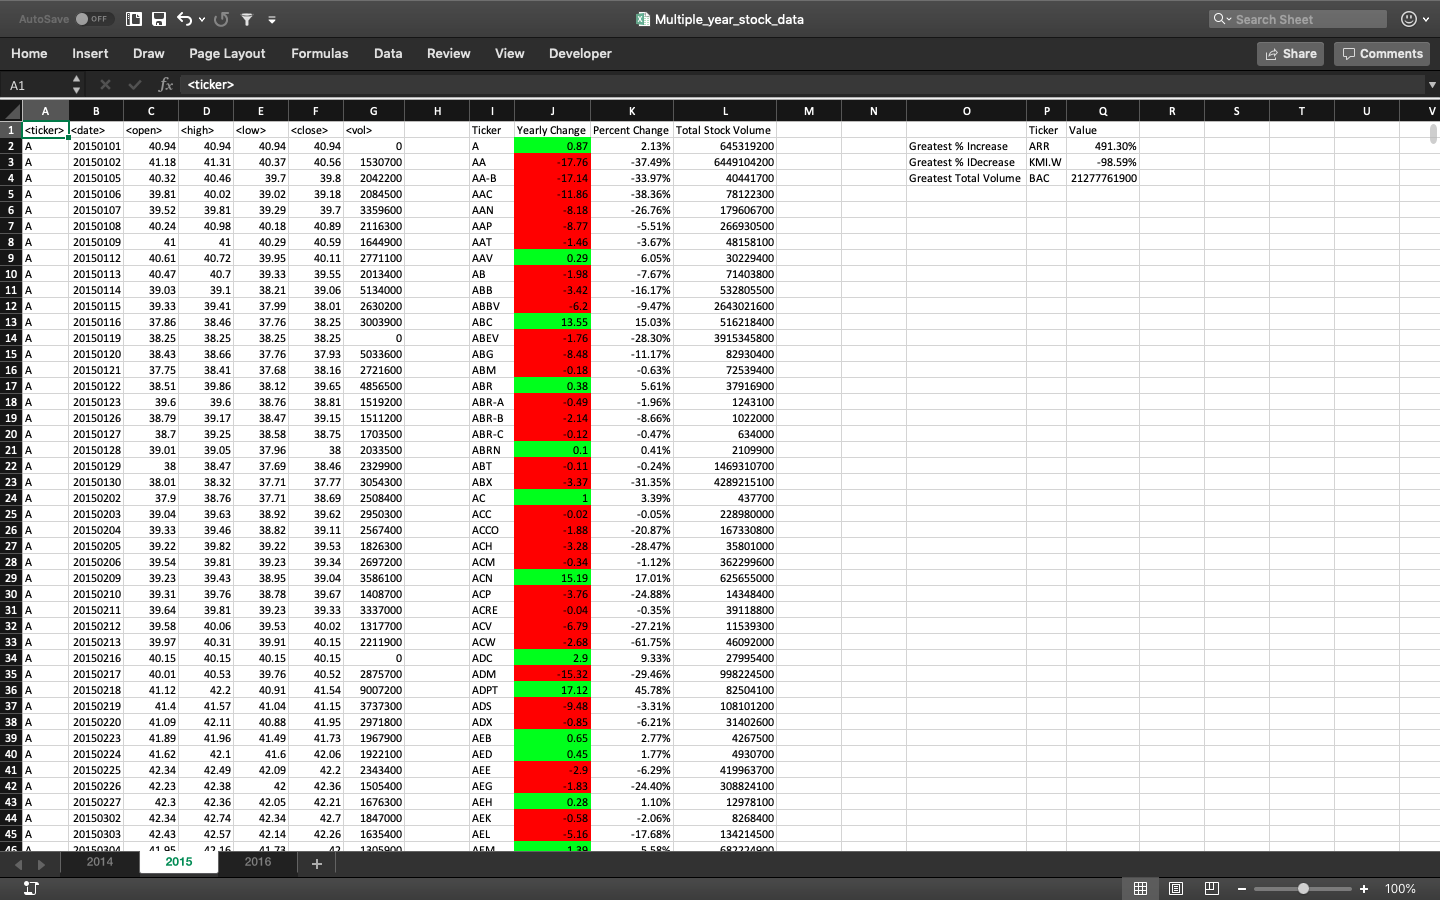 AutoSave OFF Multiple_year_stock_data Search Sheet
Home Insert Draw Page Layout Formulas Data Review View Developer Share Comments
A1 fx <ticker>
A B C D E F G H I J K L M N O P Q R S T U V
1 <ticker> <date> <open> <high> <low> <close> <vol> Ticker Yearly Change Percent Change Total Stock Volume Ticker Value
2 A 20150101 40.94 40.94 40.94 40.94 0 A 0.87 2.13% 645319200 Greatest % Increase ARR 491.30%
3 A 20150102 41.18 41.31 40.37 40.56 1530700 AA -17.76 -37.49% 6449104200 Greatest % IDecrease KMI.W -98.59%
4 A 20150105 40.32 40.46 39.7 39.8 2042200 AA-B -17.14 -33.97% 40441700 Greatest Total Volume BAC 21277761900
5 A 20150106 39.81 40.02 39.02 39.18 2084500 AAC -11.86 -38.36% 78122300
6 A 20150107 39.52 39.81 39.29 39.7 3359600 AAN -8.18 -26.76% 179606700
7 A 20150108 40.24 40.98 40.18 40.89 2116300 AAP -8.77 -5.51% 266930500
8 A 20150109 41 41 40.29 40.59 1644900 AAT -1.46 -3.67% 48158100
9 A 20150112 40.61 40.72 39.95 40.11 2771100 AAV 0.29 6.05% 30229400
10 A 20150113 40.47 40.7 39.33 39.55 2013400 AB -1.98 -7.67% 71403800
11 A 20150114 39.03 39.1 38.21 39.06 5134000 ABB -3.42 -16.17% 532805500
12 A 20150115 39.33 39.41 37.99 38.01 2630200 ABBV -6.2 -9.47% 2643021600
13 A 20150116 37.86 38.46 37.76 38.25 3003900 ABC 13.55 15.03% 516218400
14 A 20150119 38.25 38.25 38.25 38.25 0 ABEV -1.76 -28.30% 3915345800
15 A 20150120 38.43 38.66 37.76 37.93 5033600 ABG -8.48 -11.17% 82930400
16 A 20150121 37.75 38.41 37.68 38.16 2721600 ABM -0.18 -0.63% 72539400
17 A 20150122 38.51 39.86 38.12 39.65 4856500 ABR 0.38 5.61% 37916900
18 A 20150123 39.6 39.6 38.76 38.81 1519200 ABR-A -0.49 -1.96% 1243100
19 A 20150126 38.79 39.17 38.47 39.15 1511200 ABR-B -2.14 -8.66% 1022000
20 A 20150127 38.7 39.25 38.58 38.75 1703500 ABR-C -0.12 -0.47% 634000
21 A 20150128 39.01 39.05 37.96 38 2033500 ABRN 0.1 0.41% 2109900
22 A 20150129 38 38.47 37.69 38.46 2329900 ABT -0.11 -0.24% 1469310700
23 A 20150130 38.01 38.32 37.71 37.77 3054300 ABX -3.37 -31.35% 4289215100
24 A 20150202 37.9 38.76 37.71 38.69 2508400 AC 1 3.39% 437700
25 A 20150203 39.04 39.63 38.92 39.62 2950300 ACC -0.02 -0.05% 228980000
26 A 20150204 39.33 39.46 38.82 39.11 2567400 ACCO -1.88 -20.87% 167330800
27 A 20150205 39.22 39.82 39.22 39.53 1826300 ACH -3.28 -28.47% 35801000
28 A 20150206 39.54 39.81 39.23 39.34 2697200 ACM -0.34 -1.12% 362299600
29 A 20150209 39.23 39.43 38.95 39.04 3586100 ACN 15.19 17.01% 625655000
30 A 20150210 39.31 39.76 38.78 39.67 1408700 ACP -3.76 -24.88% 14348400
31 A 20150211 39.64 39.81 39.23 39.33 3337000 ACRE -0.04 -0.35% 39118800
32 A 20150212 39.58 40.06 39.53 40.02 1317700 ACV -6.79 -27.21% 11539300
33 A 20150213 39.97 40.31 39.91 40.15 2211900 ACW -2.68 -61.75% 46092000
34 A 20150216 40.15 40.15 40.15 40.15 0 ADC 2.9 9.33% 27995400
35 A 20150217 40.01 40.53 39.76 40.52 2875700 ADM -15.32 -29.46% 998224500
36 A 20150218 41.12 42.2 40.91 41.54 9007200 ADPT 17.12 45.78% 82504100
37 A 20150219 41.4 41.57 41.04 41.15 3737300 ADS -9.48 -3.31% 108101200
38 A 20150220 41.09 42.11 40.88 41.95 2971800 ADX -0.85 -6.21% 31402600
39 A 20150223 41.89 41.96 41.49 41.73 1967900 AEB 0.65 2.77% 4267500
40 A 20150224 41.62 42.1 41.6 42.06 1922100 AED 0.45 1.77% 4930700
41 A 20150225 42.34 42.49 42.09 42.2 2343400 AEE -2.9 -6.29% 419963700
42 A 20150226 42.23 42.38 42 42.36 1505400 AEG -1.83 -24.40% 308824100
43 A 20150227 42.3 42.36 42.05 42.21 1676300 AEH 0.28 1.10% 12978100
44 A 20150302 42.34 42.74 42.34 42.7 1847000 AEK -0.58 -2.06% 8268400
45 A 20150303 42.43 42.57 42.14 42.26 1635400 AEL -5.16 -17.68% 134214500
46 A 20150304 41.95 42.16 41.73 42 1305900 AEM 1.39 5.58% 682224900
2014 2015 2016 +
100%